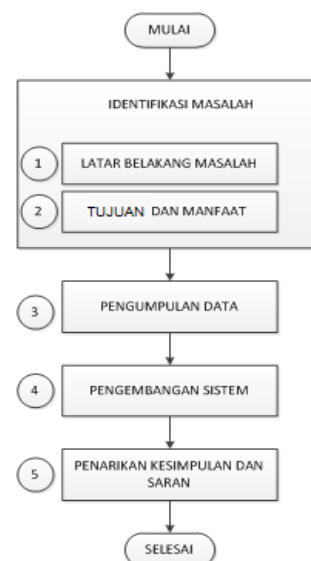 MULAI
IDENTIFIKASI MASALAH
1
LATAR BELAKANG MASALAH
2
TUJUAN DAN MANFAAT
3
PENGUMPULAN DATA
4
PENGEMBANGAN SISTEM
5
PENARIKAN KESIMPULAN DAN
SARAN
SELESAI